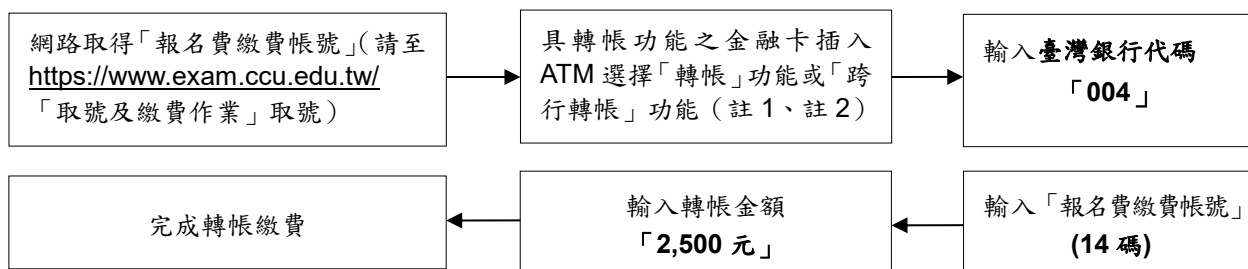 網路取得「報名費繳費帳號」(請至
https://www.exam.ccu.edu.tw/
「取號及繳費作業」取號)
具轉帳功能之金融卡插入
ATM 選擇「轉帳」功能或「跨
行轉帳」功能(註 1、註 2)
輸入臺灣銀行代碼
「004」
輸入「報名費繳費帳號」
(14 碼)
輸入轉帳金額
「2,500 元」
完成轉帳繳費